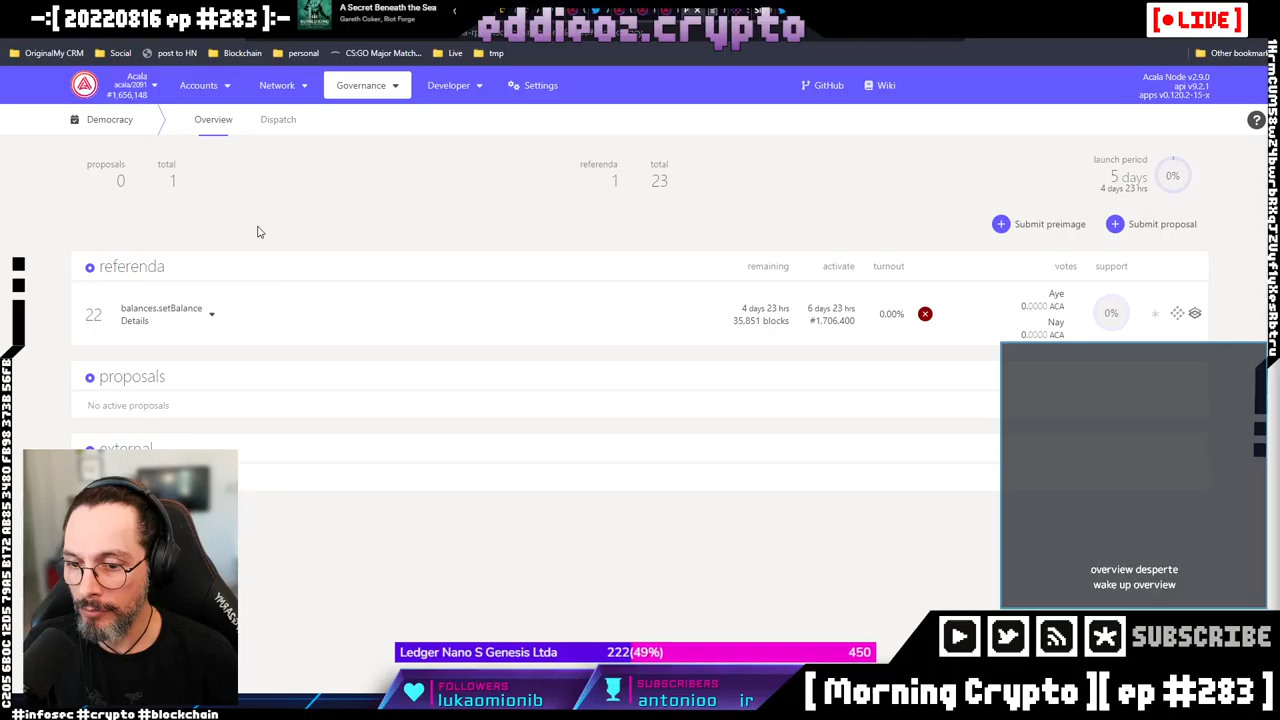 -:[ 20220816 ep #283 ]:-
A Secret Beneath the Sea
Gareth Coker, Riot Forge
eddieoz.crypto
[ ● LIVE ]
OriginalMy CRM
Social
post to HN
Blockchain
personal
CS:GO Major Match...
Live
tmp
Other bookmar
Acala
acala/2091
#1,656,148
Accounts
Network
Governance
Developer
Settings
GitHub
Wiki
Acala Node v2.9.0
api v9.2.1
apps v0.120.2-15-x
Democracy
Overview
Dispatch
?
proposals
0
total
1
referenda
1
total
23
launch period
5 days
4 days 23 hrs
0%
Submit preimage
Submit proposal
referenda
remaining
activate
turnout
votes
support
22
balances.setBalance
Details
4 days 23 hrs
35,851 blocks
6 days 23 hrs
#1,706,400
0.00%
Aye
0.0000 ACA
Nay
0.0000 ACA
0%
proposals
No active proposals
external
overview desperte
wake up overview
Ledger Nano S Genesis Ltda
222(49%)
450
FOLLOWERS
lukaomionib
SUBSCRIBERS
antonioo jr
SUBSCRIBE
[ Morning Crypto ][ ep #283 ]
#infosec #crypto #blockchain